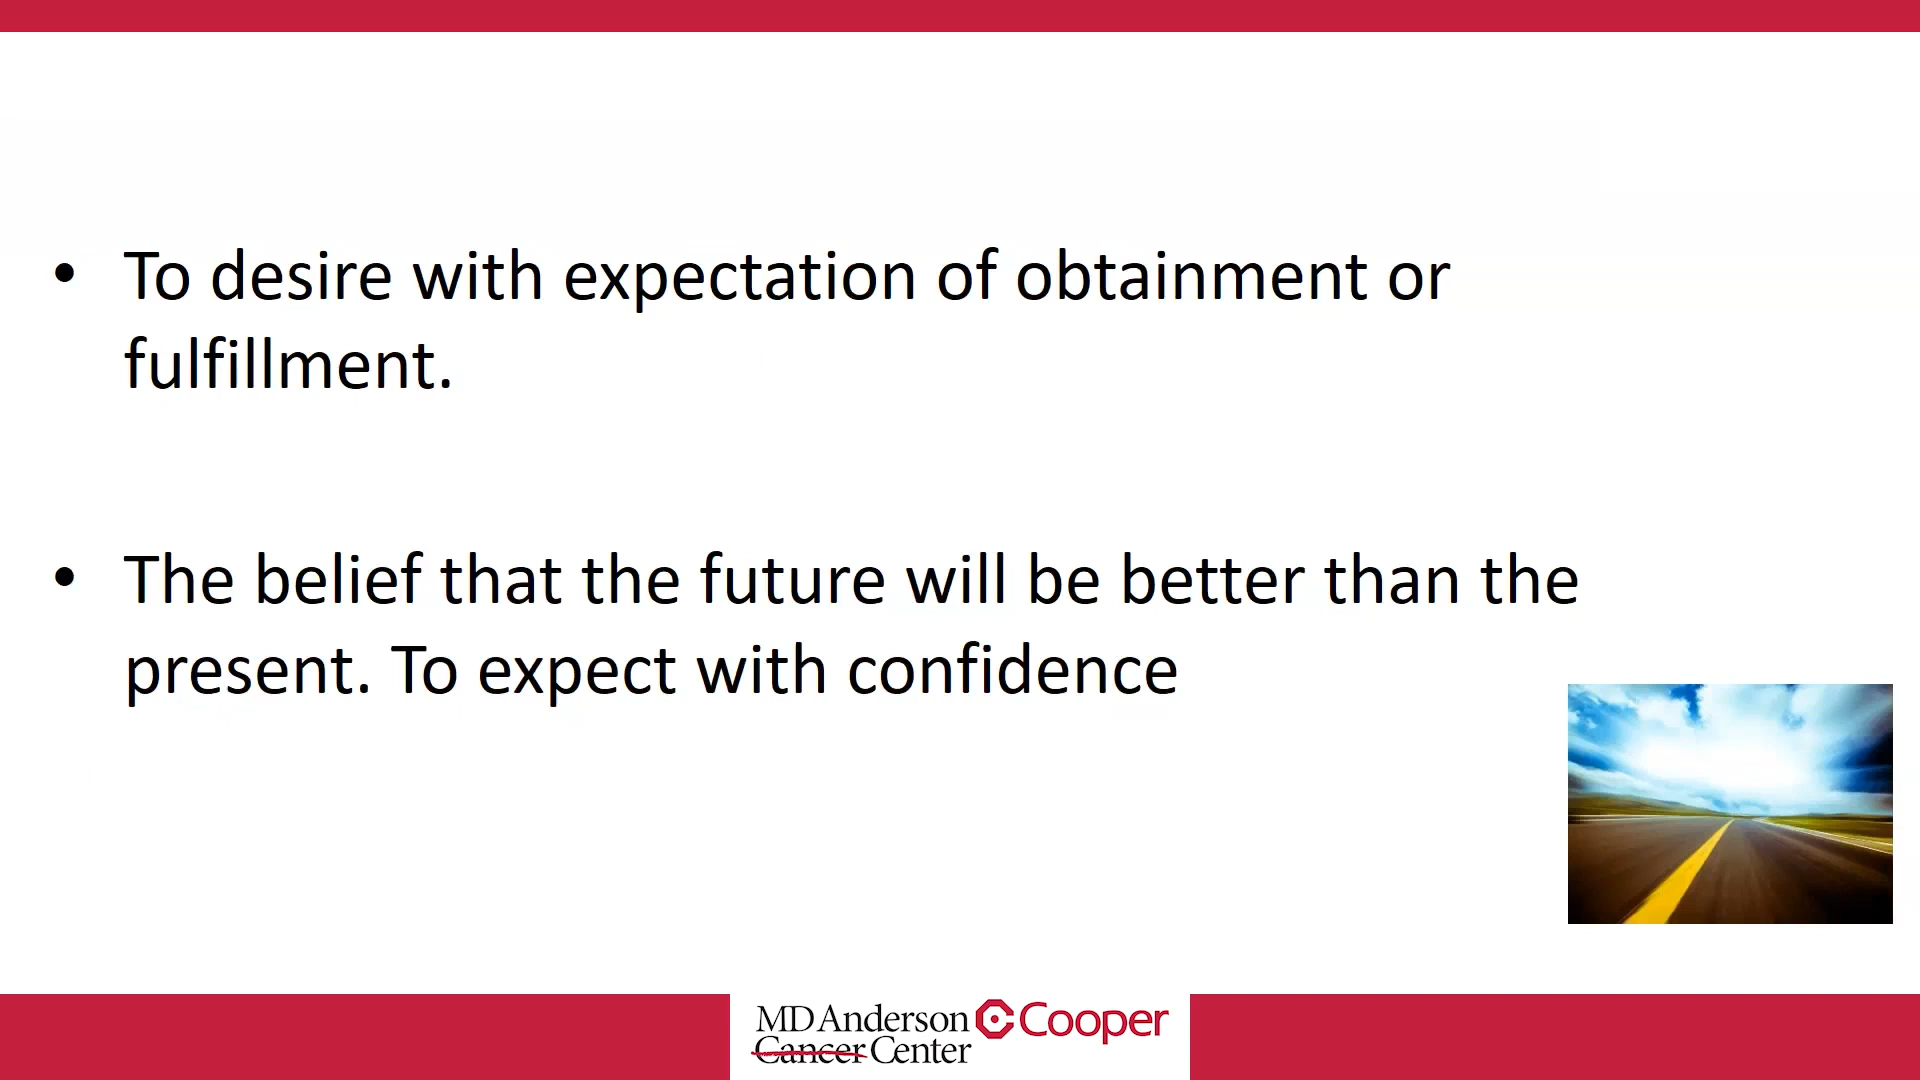 • To desire with expectation of obtainment or
fulfillment.
• The belief that the future will be better than the
present. To expect with confidence
MD Anderson Cooper
Cancer Center